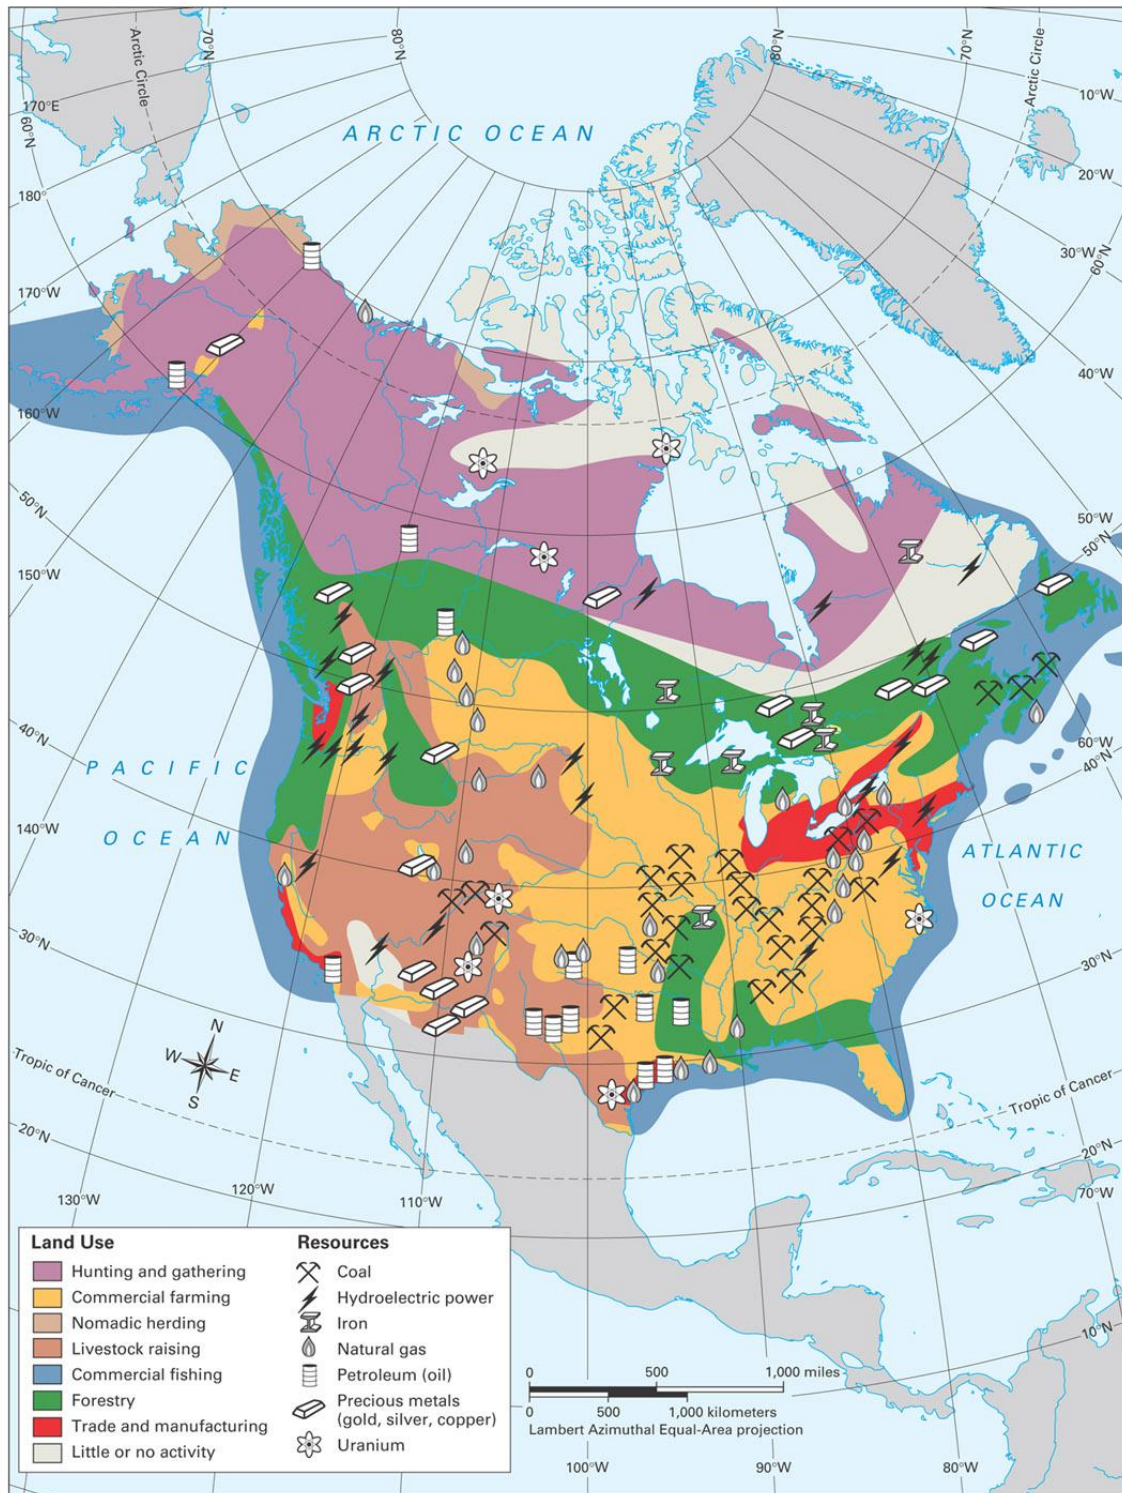 Arctic Circle
70°N
80°N
80°N
70°N
Arctic Circle
10°W
170°E
60°N
ARCTIC OCEAN
20°W
180°
30°W
60°N
170°W
40°W
160°W
50°N
50°W
50°N
150°W
60°W
40°N
40°N
PACIFIC
OCEAN
140°W
ATLANTIC
OCEAN
30°N
30°N
N
W
E
S
Tropic of Cancer
Tropic of Cancer
20°N
20°N
70°W
130°W
120°W
110°W
Land Use
Hunting and gathering
Commercial farming
Nomadic herding
Livestock raising
Commercial fishing
Forestry
Trade and manufacturing
Little or no activity
Resources
Coal
Hydroelectric power
Iron
Natural gas
Petroleum (oil)
Precious metals
(gold, silver, copper)
Uranium
10°N
0 500 1,000 miles
0 500 1,000 kilometers
Lambert Azimuthal Equal-Area projection
100°W
90°W
80°W